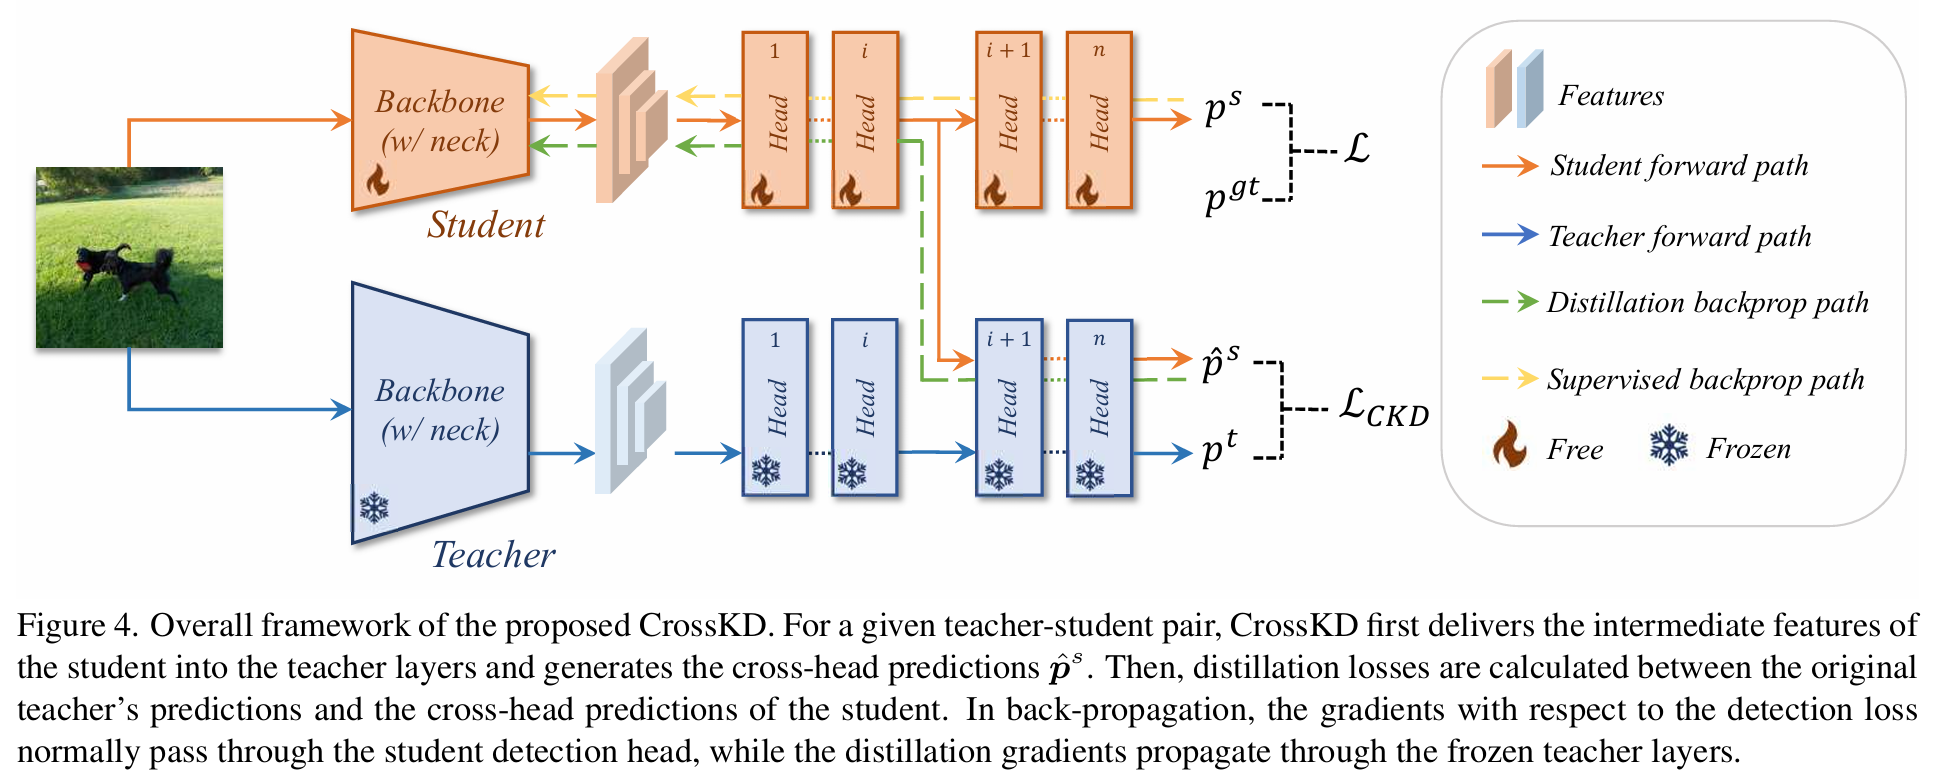 Backbone
(w/ neck)
Student
1
Head
i
Head
i + 1
Head
n
Head
p^s
p^{gt}
ℒ
Backbone
(w/ neck)
Teacher
1
Head
i
Head
i + 1
Head
n
Head
p̂^s
p^t
ℒ_{CKD}
Features
Student forward path
Teacher forward path
Distillation backprop path
Supervised backprop path
Free
Frozen
Figure 4. Overall framework of the proposed CrossKD. For a given teacher-student pair, CrossKD first delivers the intermediate features of
the student into the teacher layers and generates the cross-head predictions p̂^s. Then, distillation losses are calculated between the original
teacher’s predictions and the cross-head predictions of the student. In back-propagation, the gradients with respect to the detection loss
normally pass through the student detection head, while the distillation gradients propagate through the frozen teacher layers.